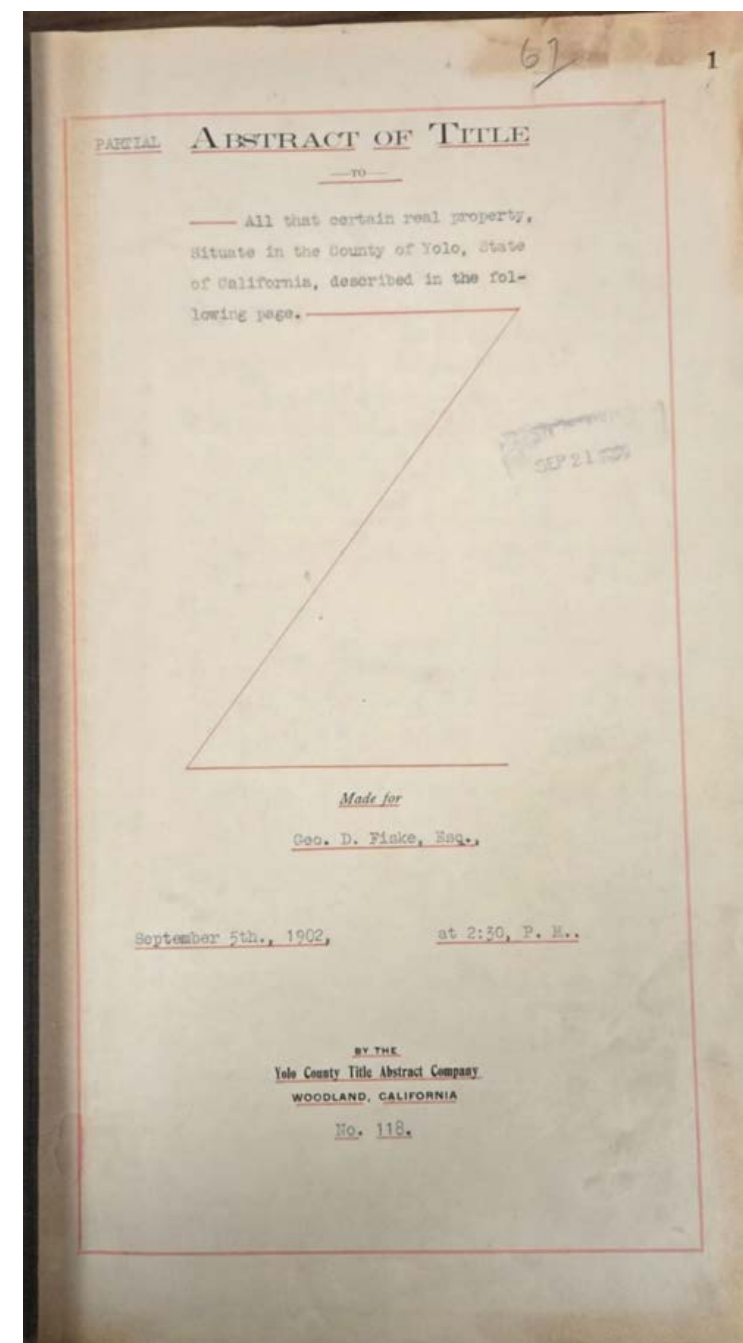 67
1
PARTIAL ABSTRACT OF TITLE
—TO—
—— All that certain real property,
Situate in the County of Yolo, State
of California, described in the fol-
lowing page.
SEP 21
Made for
Geo. D. Fiske, Esq.,
September 5th., 1902, at 2:30, P. M..
BY THE
Yolo County Title Abstract Company
WOODLAND, CALIFORNIA
No. 118.